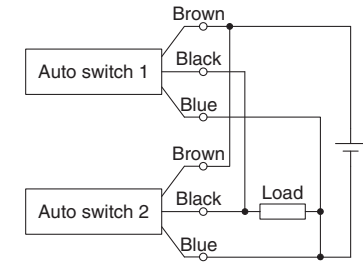 Brown
Auto switch 1
Black
Blue
Brown
Auto switch 2
Black
Load
Blue